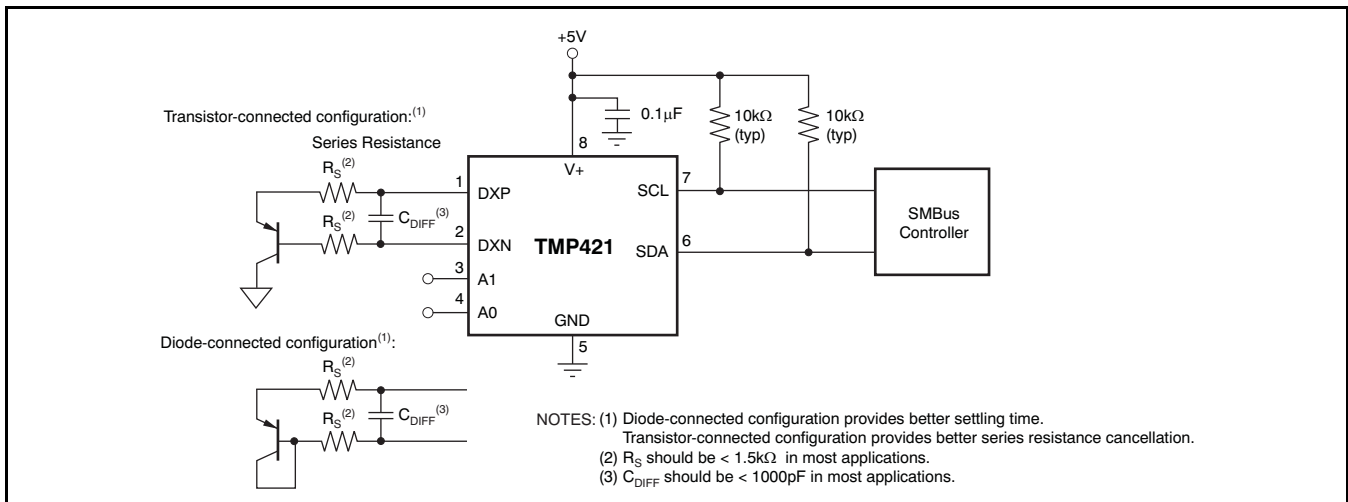 +5V
Transistor-connected configuration:(1)
0.1μF
10kΩ
(typ)
10kΩ
(typ)
Series Resistance
8
V+
RS(2)
1
DXP
SCL
7
SMBus
Controller
RS(2)
CDIFF(3)
2
DXN
TMP421
SDA
6
3
A1
4
A0
GND
5
Diode-connected configuration(1):
RS(2)
RS(2)
CDIFF(3)
NOTES: (1) Diode-connected configuration provides better settling time.
Transistor-connected configuration provides better series resistance cancellation.
(2) RS should be < 1.5kΩ in most applications.
(3) CDIFF should be < 1000pF in most applications.